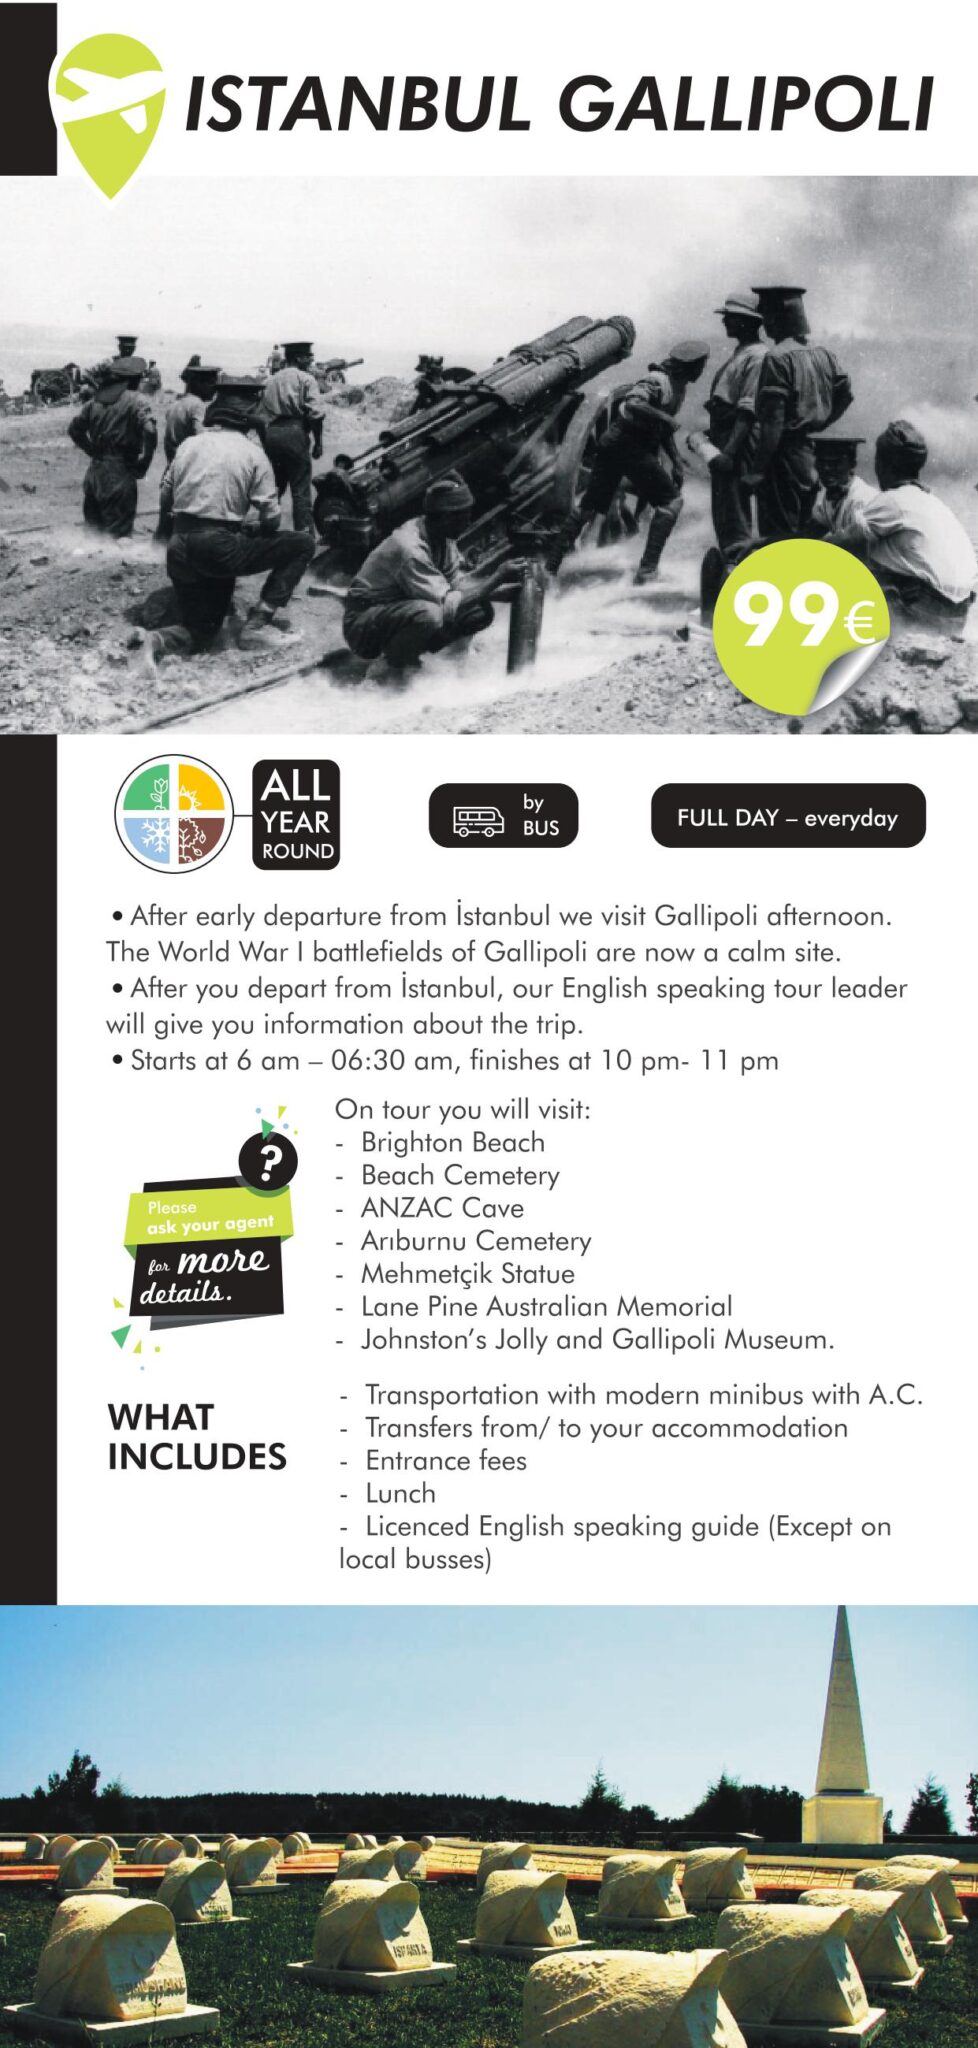 ISTANBUL GALLIPOLI
99€
ALL
YEAR
ROUND
by
BUS
FULL DAY – everyday
• After early departure from İstanbul we visit Gallipoli afternoon.
The World War I battlefields of Gallipoli are now a calm site.
• After you depart from İstanbul, our English speaking tour leader
will give you information about the trip.
• Starts at 6 am – 06:30 am, finishes at 10 pm- 11 pm
?
Please
ask your agent
for more
details.
On tour you will visit:
- Brighton Beach
- Beach Cemetery
- ANZAC Cave
- Arıburnu Cemetery
- Mehmetçik Statue
- Lane Pine Australian Memorial
- Johnston's Jolly and Gallipoli Museum.
WHAT
INCLUDES
- Transportation with modern minibus with A.C.
- Transfers from/ to your accommodation
- Entrance fees
- Lunch
- Licenced English speaking guide (Except on
local busses)
ISPARTA